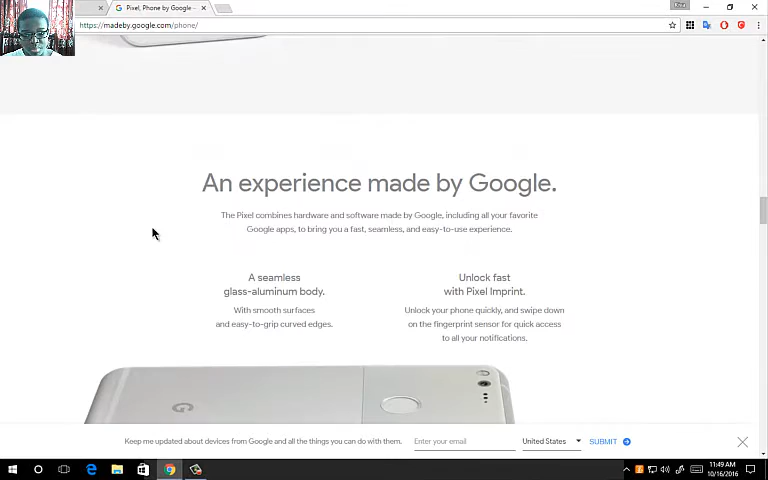 Pixel, Phone by Google –
Riva
https://madeby.google.com/phone/
An experience made by Google.
The Pixel combines hardware and software made by Google, including all your favorite
Google apps, to bring you a fast, seamless, and easy-to-use experience.
A seamless
glass-aluminum body.
With smooth surfaces
and easy-to-grip curved edges.
Unlock fast
with Pixel Imprint.
Unlock your phone quickly, and swipe down
on the fingerprint sensor for quick access
to all your notifications.
G
Keep me updated about devices from Google and all the things you can do with them.
Enter your email
United States
SUBMIT
11:49 AM
10/16/2016